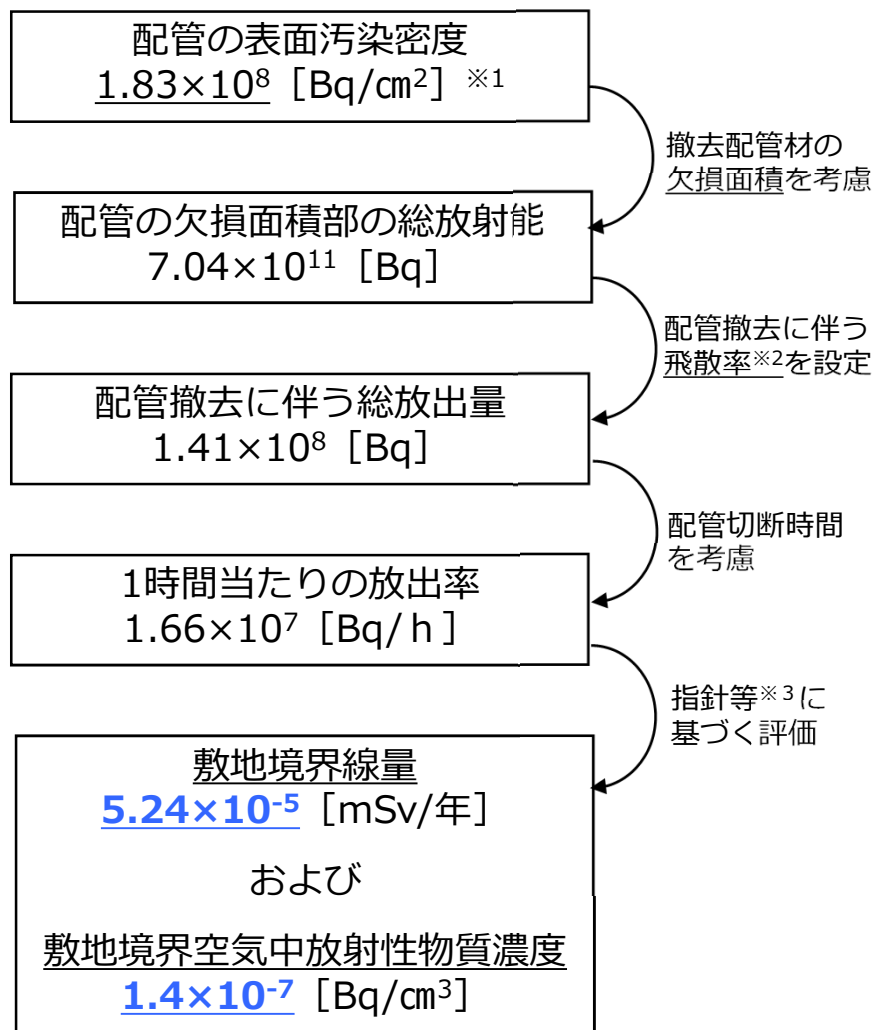 配管の表面汚染密度
1.83×10⁸［Bq/㎝²］※1
撤去配管材の
欠損面積を考慮
配管の欠損面積部の総放射能
7.04×10¹¹［Bq］
配管撤去に伴う
飛散率※2を設定
配管撤去に伴う総放出量
1.41×10⁸［Bq］
配管切断時間
を考慮
1時間当たりの放出率
1.66×10⁷［Bq/ｈ］
指針等※3に
基づく評価
敷地境界線量
5.24×10⁻⁵［mSv/年］
および
敷地境界空気中放射性物質濃度
1.4×10⁻⁷［Bq/㎝³］